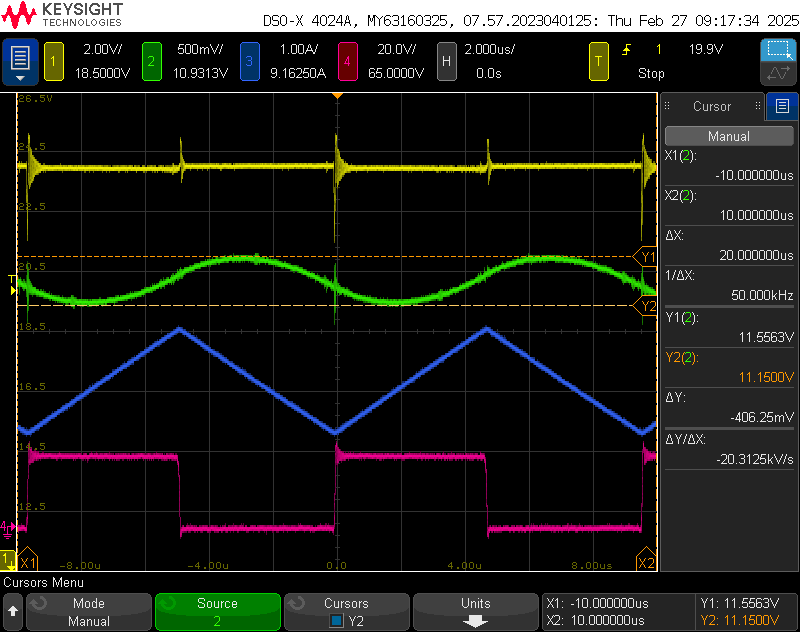 KEYSIGHT
TECHNOLOGIES
DSO-X 4024A, MY63160325, 07.57.2023040125: Thu Feb 27 09:17:34 2025
1 2.00V/ 2 500mV/ 3 1.00A/ 4 20.0V/ H 2.000us/ T 1 19.9V
18.5000V 10.9313V 9.16250A 65.0000V 0.0s Stop
26.5V
24.5
22.5
20.5
18.5
16.5
14.5
12.5
T
Y1
Y2
4
1
X1 -8.00u -4.00u 0.0 4.00u 8.00u X2
Cursor
Manual
X1(2):
-10.000000us
X2(2):
10.000000us
ΔX:
20.000000us
1/ΔX:
50.000kHz
Y1(2):
11.5563V
Y2(2):
11.1500V
ΔY:
-406.25mV
ΔY/ΔX:
-20.3125kV/s
Cursors Menu
Mode
Manual
Source
2
Cursors
Y2
Units
X1: -10.000000us
X2: 10.000000us
Y1: 11.5563V
Y2: 11.1500V